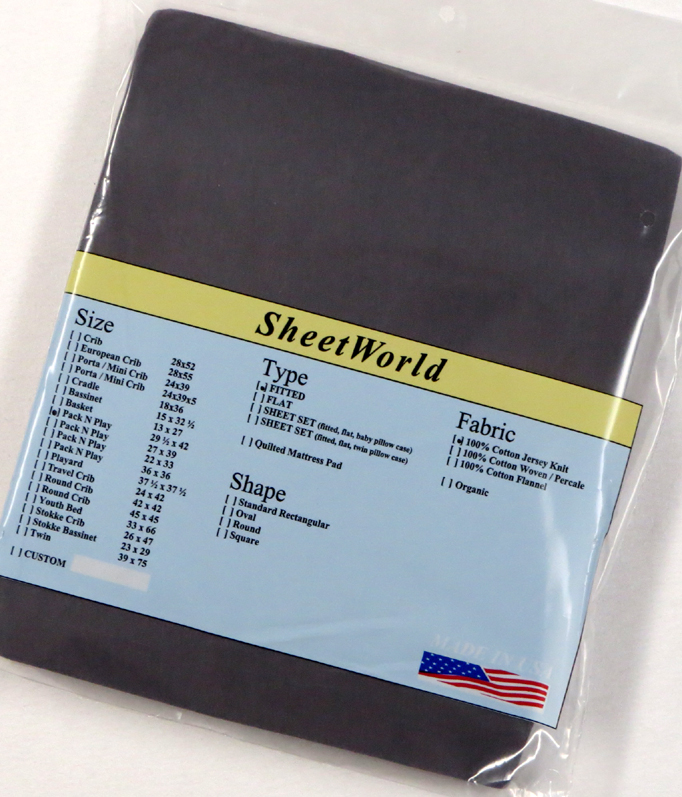 SheetWorld
Size
[ ] Crib 28x52
[ ] European Crib 28x55
[ ] Porta / Mini Crib 24x39
[ ] Porta / Mini Crib 24x39x5
[ ] Cradle 18x36
[ ] Bassinet 15 x 32 ½
[ ] Basket 13 x 27
[●] Pack N Play 29 ½ x 42
[ ] Pack N Play 27 x 39
[ ] Pack N Play 22 x 33
[ ] Pack N Play 36 x 36
[ ] Playard 37 ½ x 37 ½
[ ] Travel Crib 24 x 42
[ ] Round Crib 42 x 42
[ ] Round Crib 45 x 45
[ ] Youth Bed 33 x 66
[ ] Stokke Crib 26 x 47
[ ] Stokke Bassinet 23 x 29
[ ] Twin 39 x 75
[ ] CUSTOM
Type
[●] FITTED
[ ] FLAT
[ ] SHEET SET (fitted, flat, baby pillow case)
[ ] SHEET SET (fitted, flat, twin pillow case)
[ ] Quilted Mattress Pad
Shape
[ ] Standard Rectangular
[ ] Oval
[ ] Round
[ ] Square
Fabric
[●] 100% Cotton Jersey Knit
[ ] 100% Cotton Woven / Percale
[ ] 100% Cotton Flannel
[ ] Organic
MADE IN USA